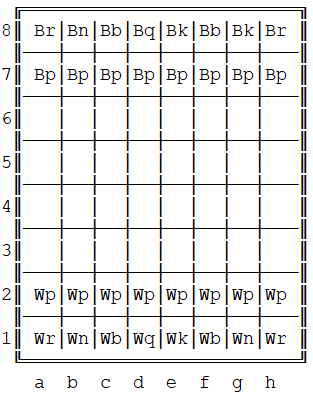 8 Br Bn Bb Bq Bk Bb Bk Br
7 Bp Bp Bp Bp Bp Bp Bp Bp
6
5
4
3
2 Wp Wp Wp Wp Wp Wp Wp Wp
1 Wr Wn Wb Wq Wk Wb Wn Wr
a b c d e f g h